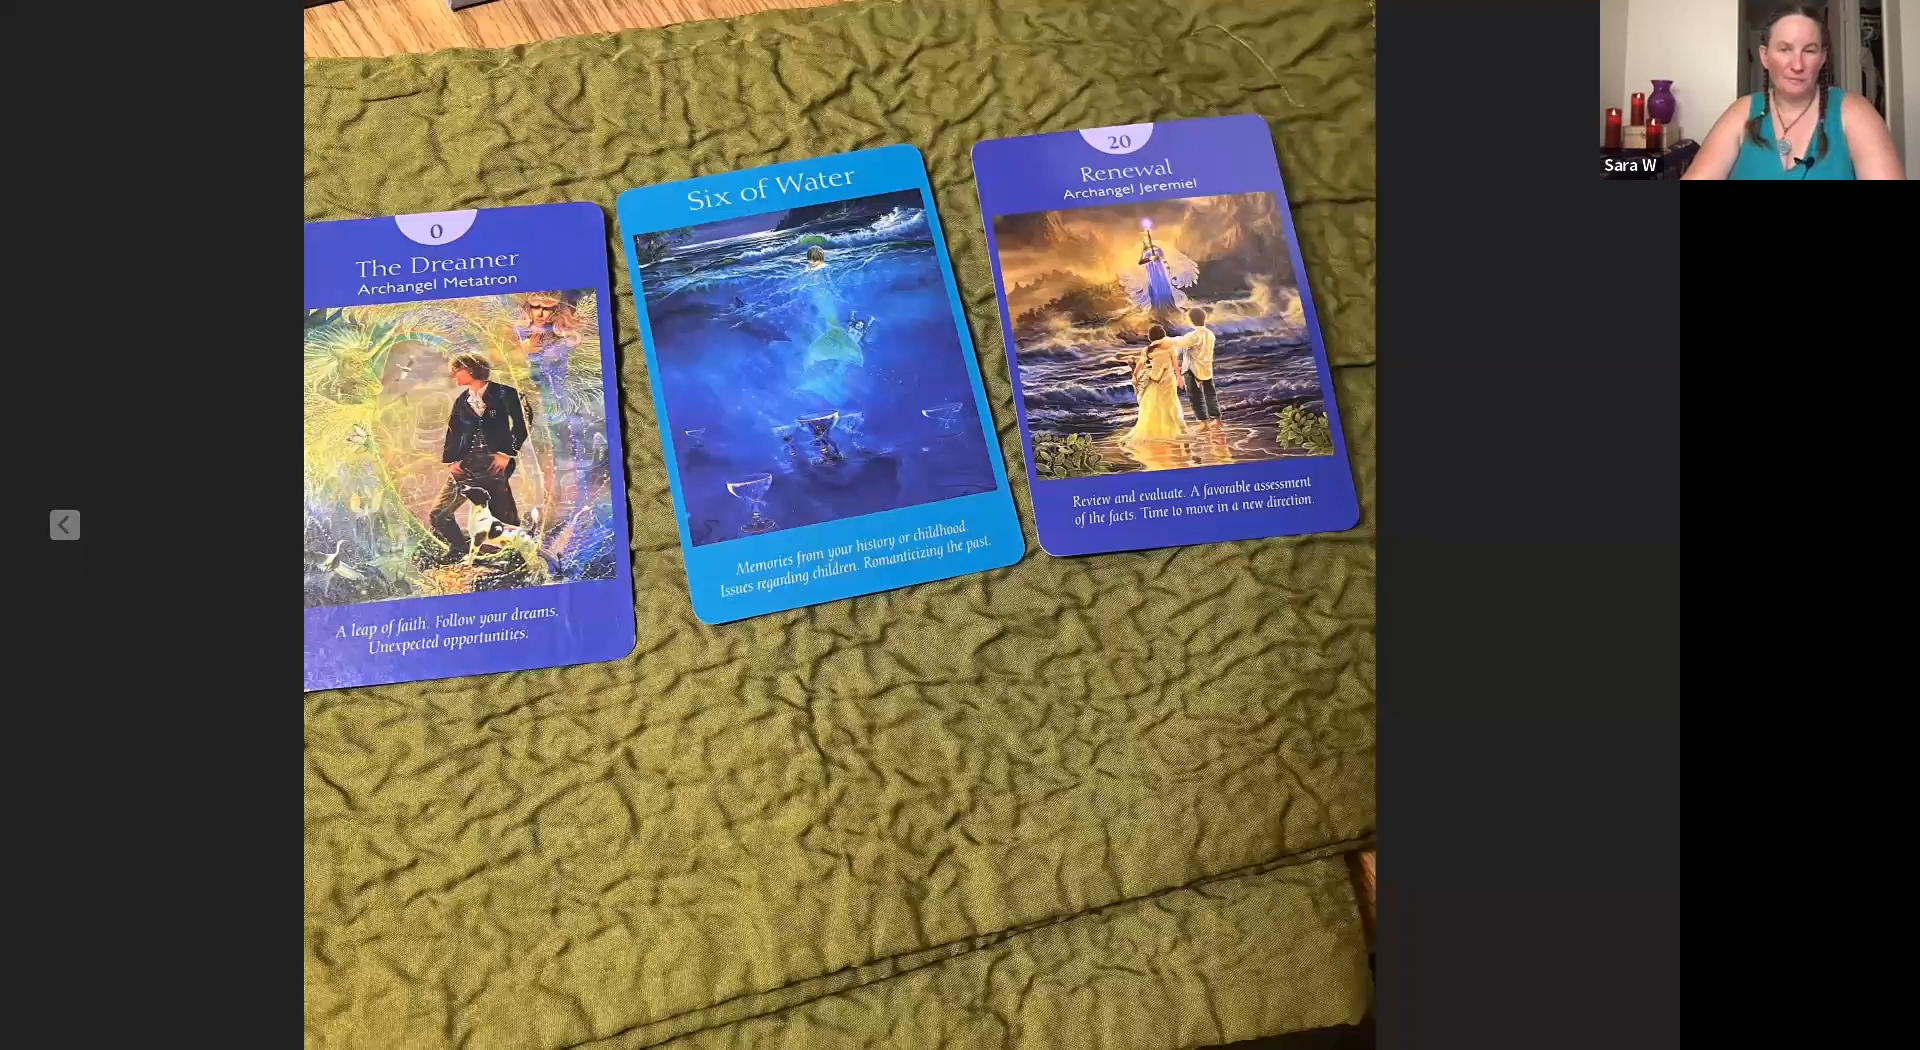 0
The Dreamer
Archangel Metatron
A leap of faith. Follow your dreams.
Unexpected opportunities.
Six of Water
Memories from your history or childhood.
Issues regarding children. Romanticizing the past.
20
Renewal
Archangel Jeremiel
Review and evaluate. A favorable assessment
of the facts. Time to move in a new direction.
Sara W